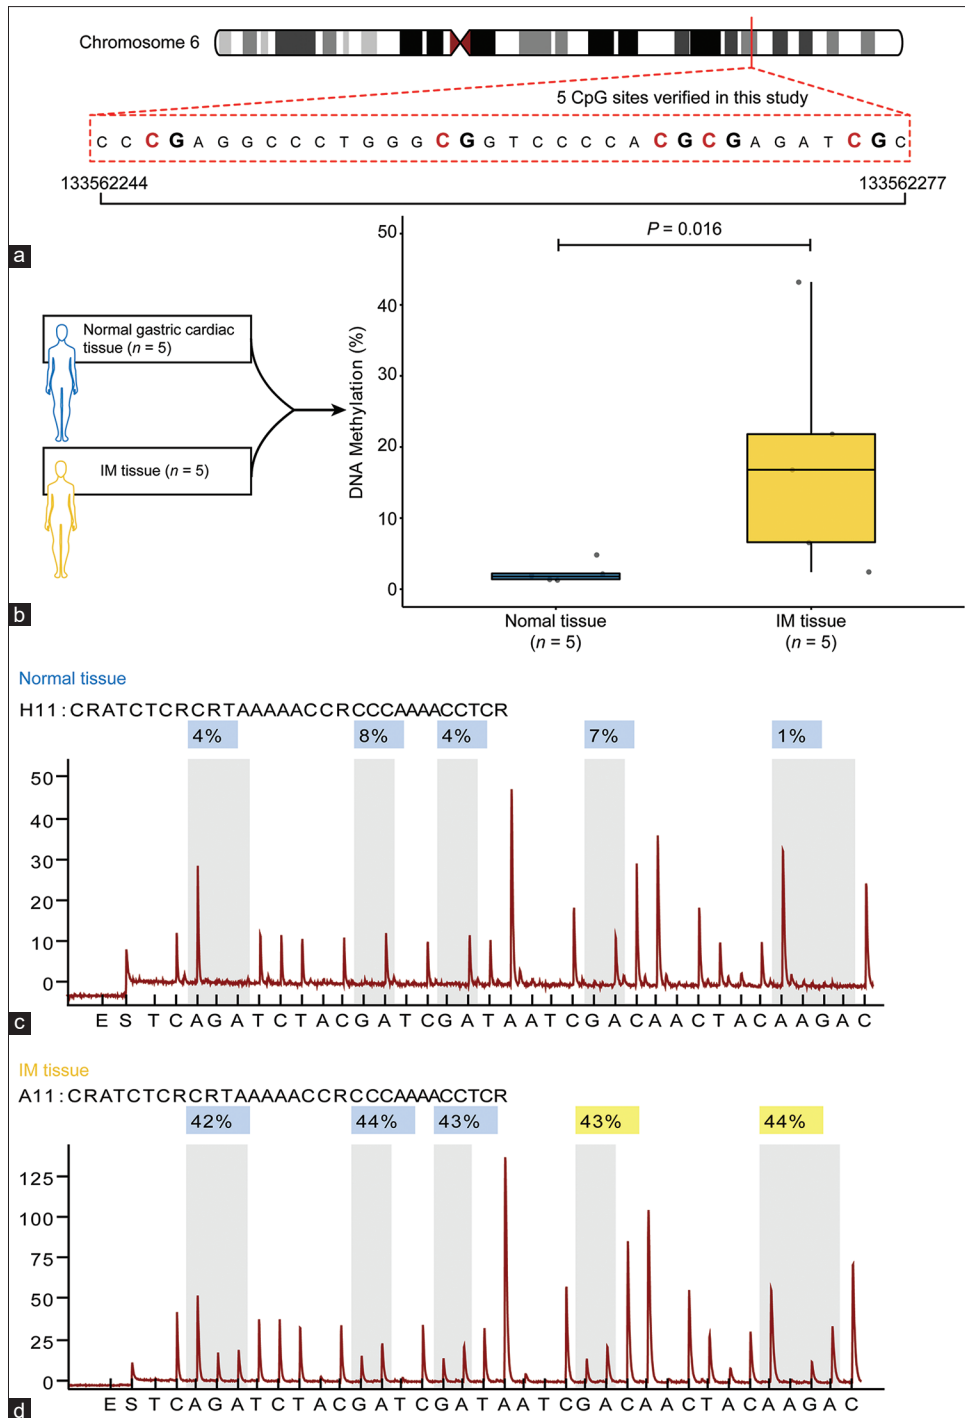 Chromosome 6
5 CpG sites verified in this study
C C C G A G G C C C T G G G C G G T C C C C A C G C G A G A T C G C
133562244
133562277
a
Normal gastric cardiac
tissue (n = 5)
IM tissue (n = 5)
DNA Methylation (%)
50
40
30
20
10
0
P = 0.016
Nomal tissue
(n = 5)
IM tissue
(n = 5)
b
Normal tissue
H11:CRATCTCRCRTAAAAACCRCCCAAAACCTCR
4%
8%
4%
7%
1%
50
40
30
20
10
0
E S T C A G A T C T A C G A T C G A T A A T C G A C A A C T A C A A G A C
c
IM tissue
A11:CRATCTCRCRTAAAAACCRCCCAAAACCTCR
42%
44%
43%
43%
44%
125
100
75
50
25
0
E S T C A G A T C T A C G A T C G A T A A T C G A C A A C T A C A A G A C
d